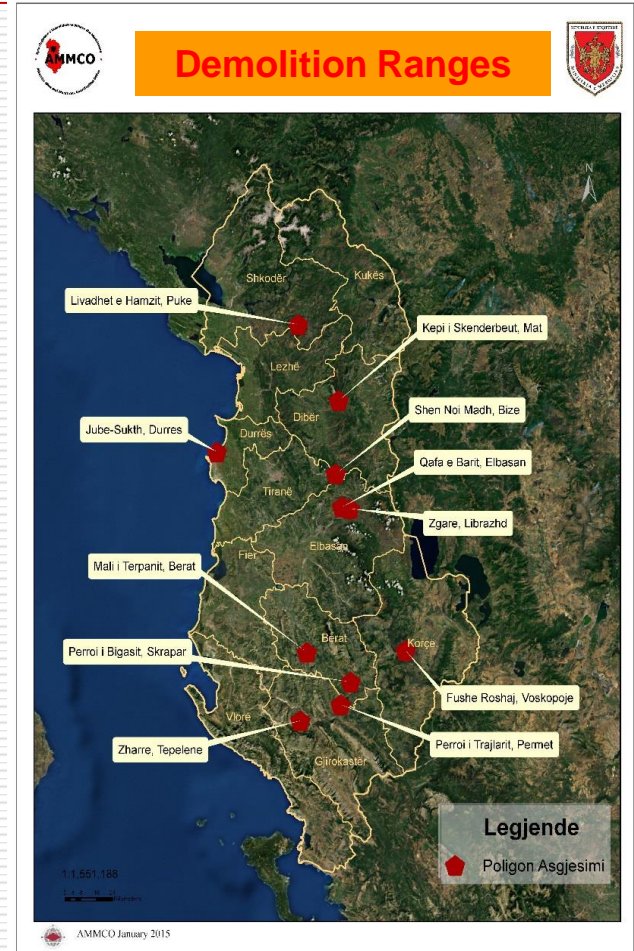 AMMCO
Demolition Ranges
N
Shkodër
Kukës
Livadhet e Hamzit, Puke
Kepi i Skenderbeut, Mat
Lezhë
Dibër
Shen Noi Madh, Bize
Jube-Sukth, Durres
Durrës
Qafa e Barit, Elbasan
Tiranë
Zgare, Librazhd
Elbasan
Fier
Mali i Terpanit, Berat
Berat
Korçë
Perroi i Bigasit, Skrapar
Fushe Roshaj, Voskopoje
Vlorë
Zharre, Tepelene
Perroi i Trajlarit, Permet
Gjirokastër
Legjende
Poligon Asgjesimi
1:1,551,188
AMMCO January 2015